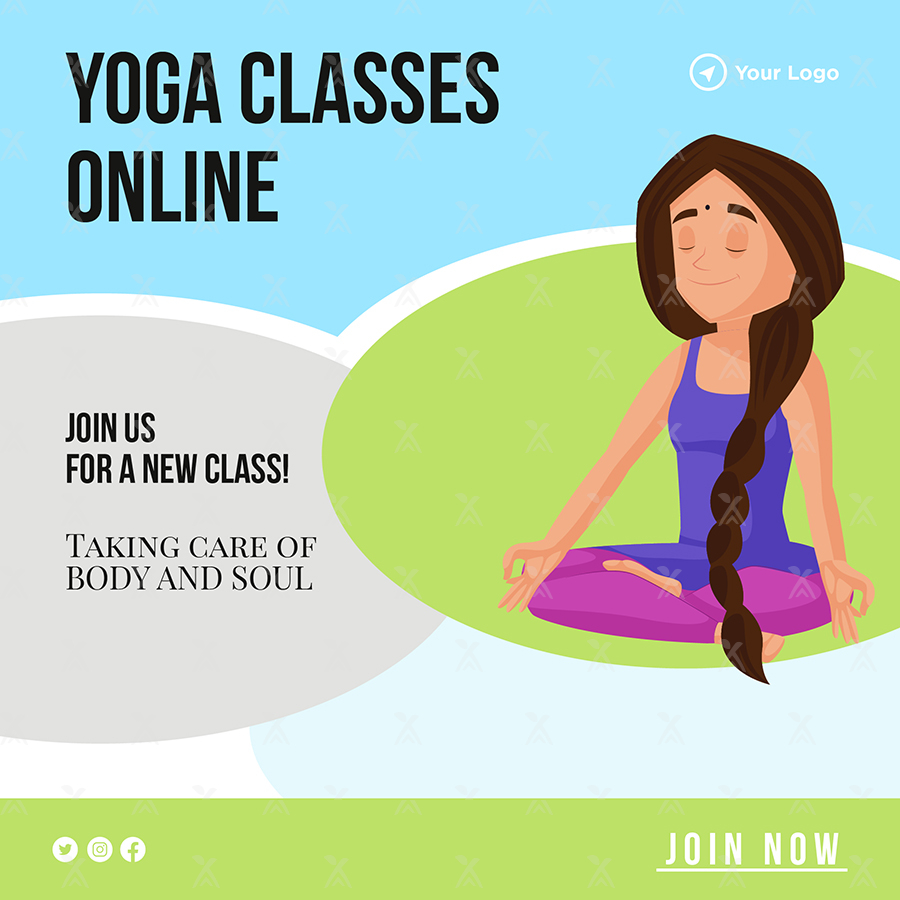 YOGA CLASSES
ONLINE
Your Logo
JOIN US
FOR A NEW CLASS!
TAKING CARE OF
BODY AND SOUL
JOIN NOW